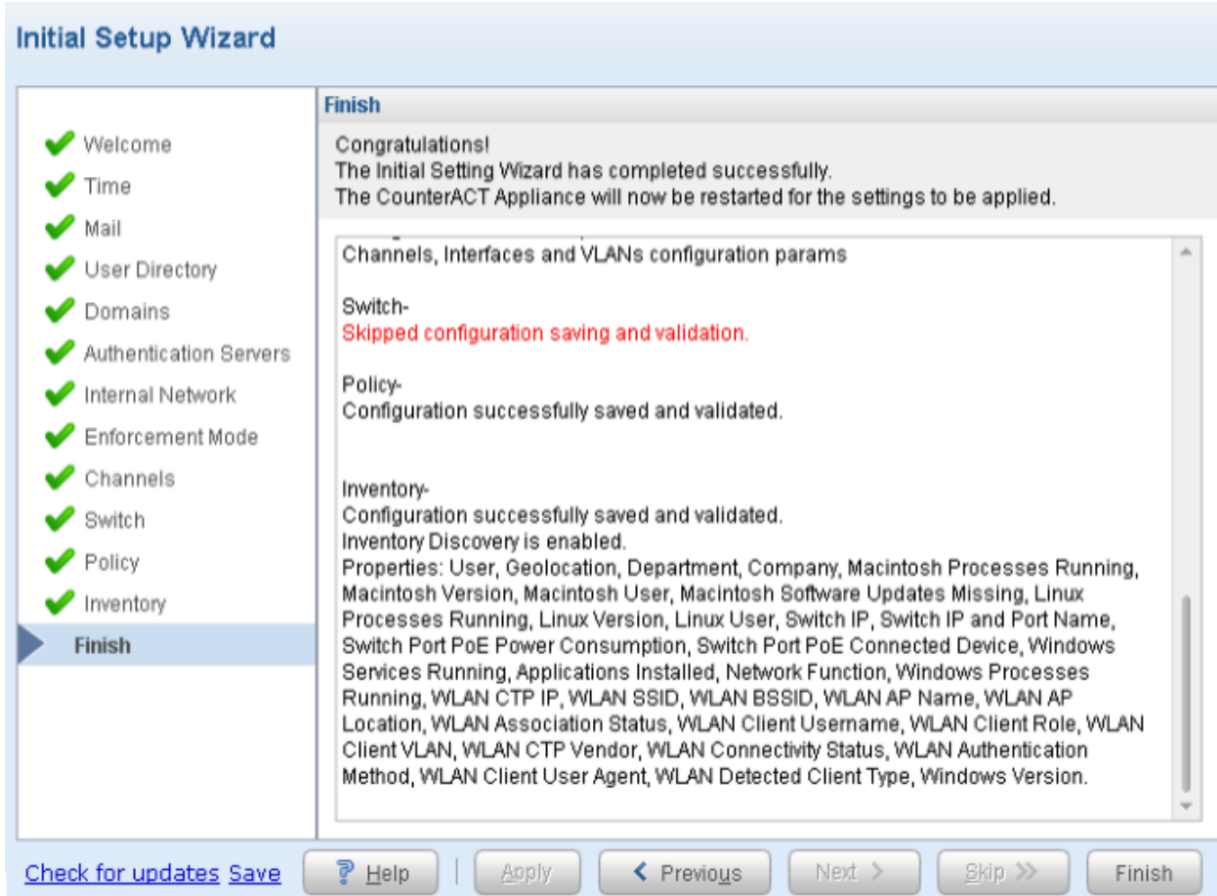 Initial Setup Wizard
Welcome
Time
Mail
User Directory
Domains
Authentication Servers
Internal Network
Enforcement Mode
Channels
Switch
Policy
Inventory
Finish
Finish
Congratulations!
The Initial Setting Wizard has completed successfully.
The CounterACT Appliance will now be restarted for the settings to be applied.
Channels, Interfaces and VLANs configuration params
Switch-
Skipped configuration saving and validation.
Policy-
Configuration successfully saved and validated.
Inventory-
Configuration successfully saved and validated.
Inventory Discovery is enabled.
Properties: User, Geolocation, Department, Company, Macintosh Processes Running,
Macintosh Version, Macintosh User, Macintosh Software Updates Missing, Linux
Processes Running, Linux Version, Linux User, Switch IP, Switch IP and Port Name,
Switch Port PoE Power Consumption, Switch Port PoE Connected Device, Windows
Services Running, Applications Installed, Network Function, Windows Processes
Running, WLAN CTP IP, WLAN SSID, WLAN BSSID, WLAN AP Name, WLAN AP
Location, WLAN Association Status, WLAN Client Username, WLAN Client Role, WLAN
Client VLAN, WLAN CTP Vendor, WLAN Connectivity Status, WLAN Authentication
Method, WLAN Client User Agent, WLAN Detected Client Type, Windows Version.
Check for updates Save ? Help Apply < Previous Next > Skip >> Finish